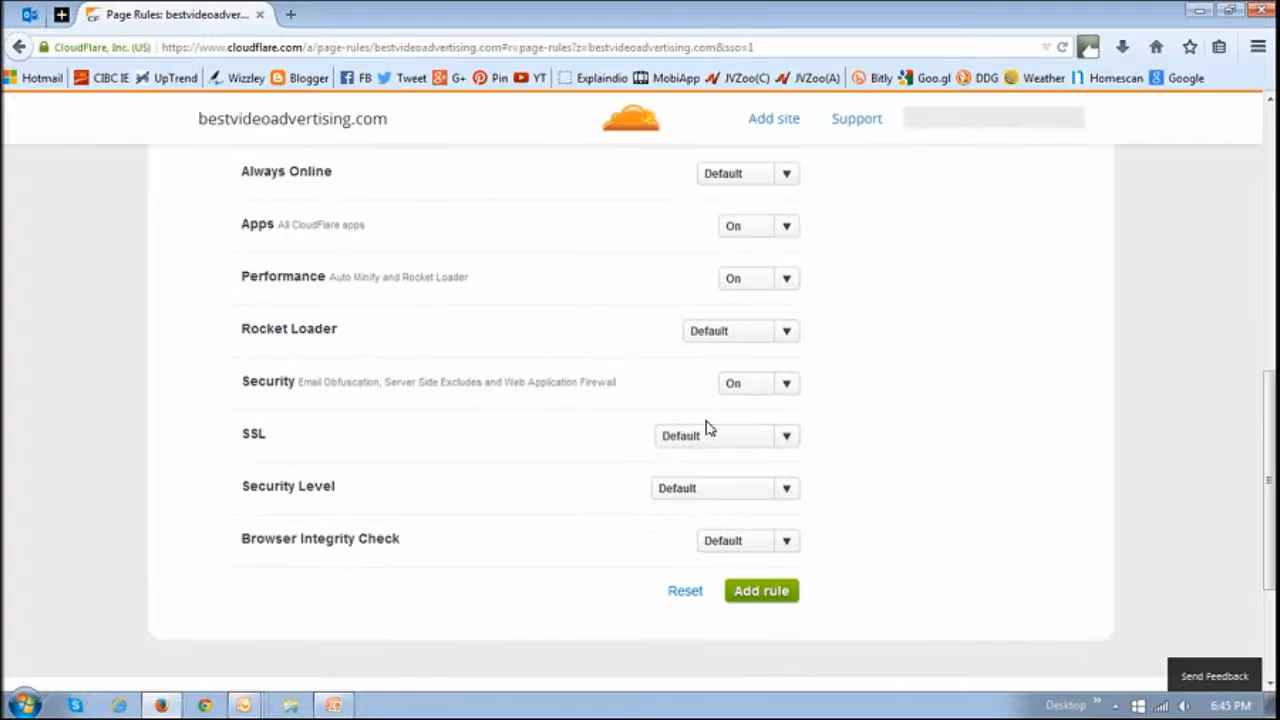 Page Rules: bestvideoadver...
CloudFlare, Inc. (US) https://www.cloudflare.com/a/page-rules/bestvideoadvertising.com#r=page-rules?z=bestvideoadvertising.com&sso=1
Hotmail CIBC IE UpTrend Wizzley Blogger FB Tweet G+ Pin YT Explaindio MobiApp JVZoo(C) JVZoo(A) Bitly Goo.gl DDG Weather Homescan Google
bestvideoadvertising.com Add site Support
Always Online Default
Apps All CloudFlare apps On
Performance Auto Minify and Rocket Loader On
Rocket Loader Default
Security Email Obfuscation, Server Side Excludes and Web Application Firewall On
SSL Default
Security Level Default
Browser Integrity Check Default
Reset Add rule
Send Feedback
Desktop 6:45 PM